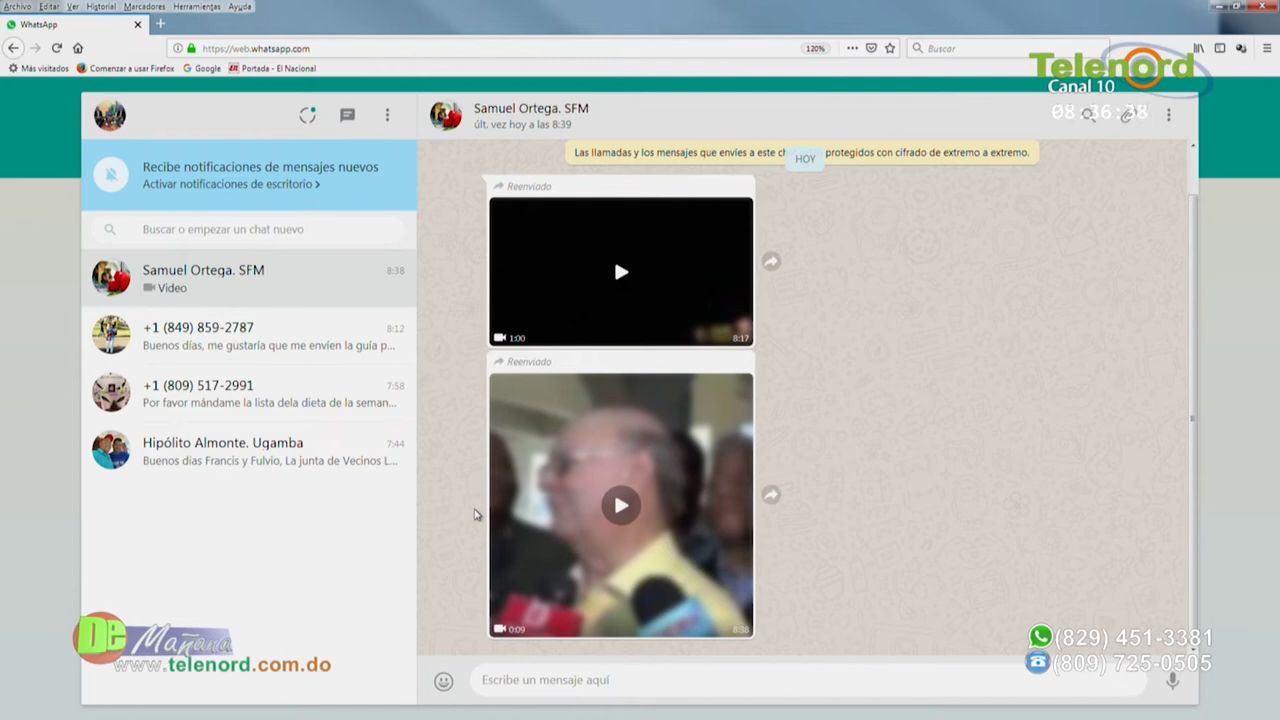 Archivo Editar Ver Historial Marcadores Herramientas Ayuda
WhatsApp
https://web.whatsapp.com
120%
Buscar
Más visitados
Comenzar a usar Firefox
Google
Portada - El Nacional
Telenord
Canal 10
08:36:38
Samuel Ortega. SFM
últ. vez hoy a las 8:39
Recibe notificaciones de mensajes nuevos
Activar notificaciones de escritorio >
Buscar o empezar un chat nuevo
Samuel Ortega. SFM
8:38
Video
+1 (849) 859-2787
8:12
Buenos días, me gustaría que me envíen la guía p...
+1 (809) 517-2991
7:58
Por favor mándame la lista dela dieta de la seman...
Hipólito Almonte. Ugamba
7:44
Buenos dias Francis y Fulvio, La junta de Vecinos L...
Las llamadas y los mensajes que envíes a este ch
protegidos con cifrado de extremo a extremo.
HOY
Reenviado
1:00
8:17
Reenviado
0:09
8:38
Escribe un mensaje aquí
De Mañana
www.telenord.com.do
(829) 451-3381
(809) 725-0505